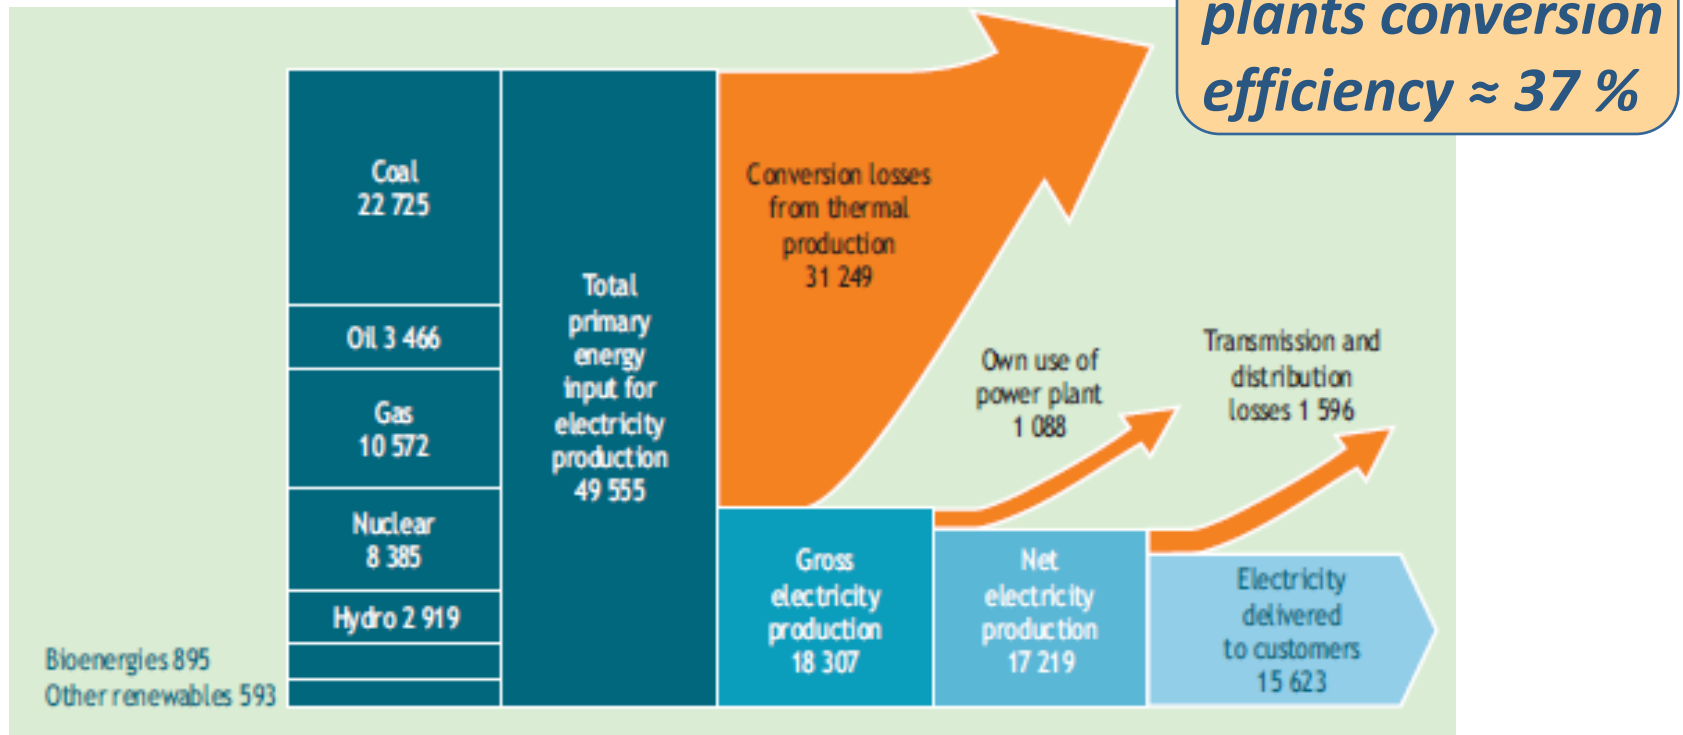 plants conversion
efficiency ≈ 37 %
Coal
22 725
Oil 3 466
Gas
10 572
Nuclear
8 385
Hydro 2 919
Bioenergies 895
Other renewables 593
Total
primary
energy
input for
electricity
production
49 555
Conversion losses
from thermal
production
31 249
Own use of
power plant
1 088
Transmission and
distribution
losses 1 596
Gross
electricity
production
18 307
Net
electricity
production
17 219
Electricity
delivered
to customers
15 623